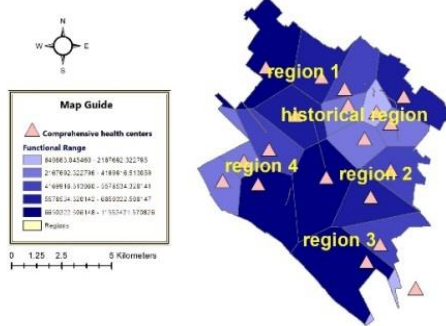 N
W
E
S
Map Guide
Comprehensive health centers
Functional Range
Regions
0 1.25 2.5 5 Kilometers
region 1
historical region
region 4
region 2
region 3